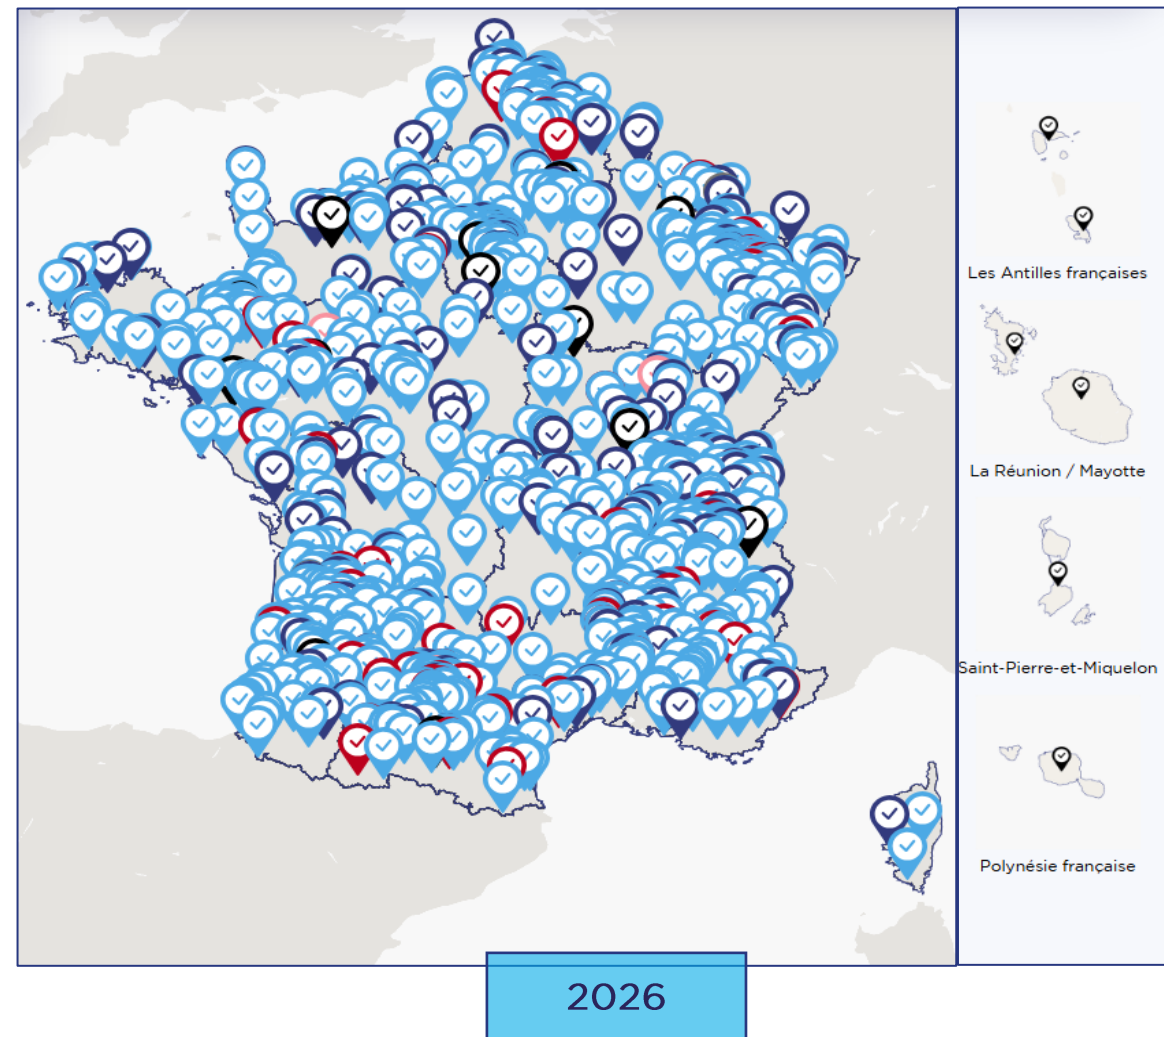 Les Antilles françaises
La Réunion / Mayotte
Saint-Pierre-et-Miquelon
Polynésie française
2026